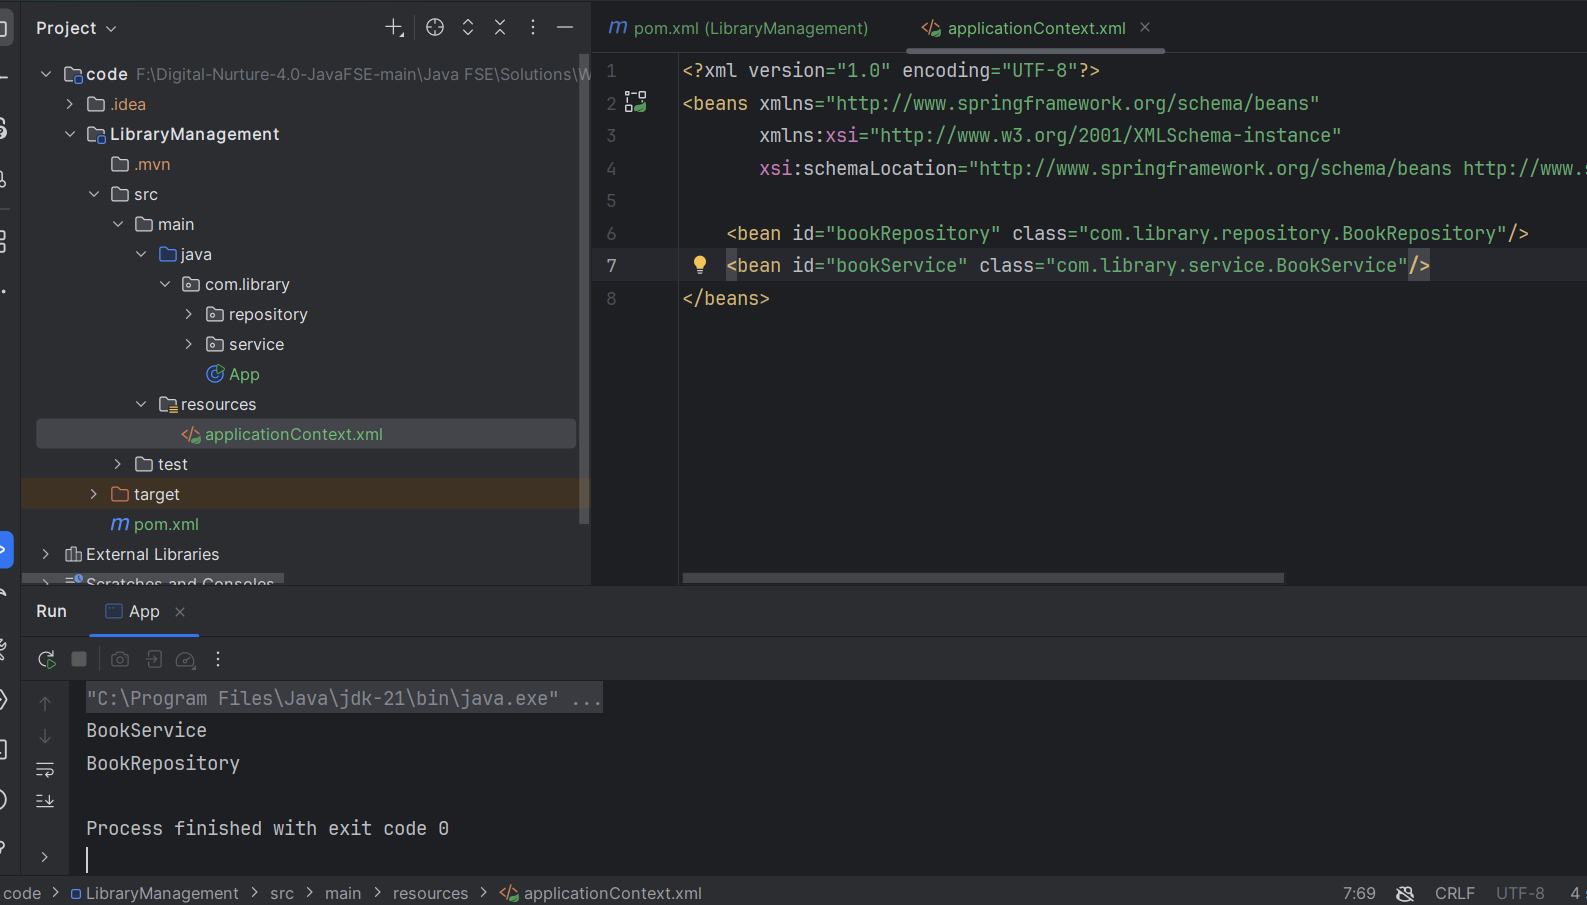 Project
code F:\Digital-Nurture-4.0-JavaFSE-main\Java FSE\Solutions\W
.idea
LibraryManagement
.mvn
src
main
java
com.library
repository
service
App
resources
applicationContext.xml
test
target
pom.xml
External Libraries
Scratches and Consoles
pom.xml (LibraryManagement)
applicationContext.xml
1 <?xml version="1.0" encoding="UTF-8"?>
2 <beans xmlns="http://www.springframework.org/schema/beans"
3 xmlns:xsi="http://www.w3.org/2001/XMLSchema-instance"
4 xsi:schemaLocation="http://www.springframework.org/schema/beans http://www.s
5
6 <bean id="bookRepository" class="com.library.repository.BookRepository"/>
7 <bean id="bookService" class="com.library.service.BookService"/>
8 </beans>
Run App
"C:\Program Files\Java\jdk-21\bin\java.exe" ...
BookService
BookRepository
Process finished with exit code 0
code > LibraryManagement > src > main > resources > applicationContext.xml 7:69 CRLF UTF-8 4